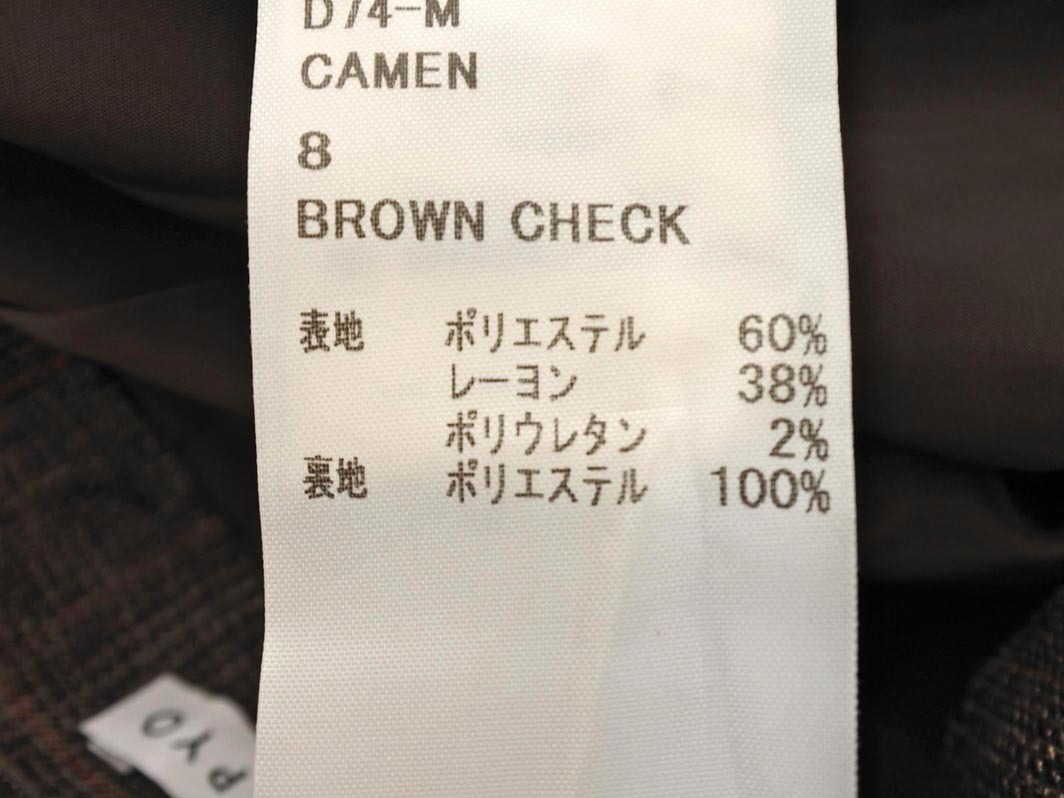 D74-M
CAMEN
8
BROWN CHECK
表地 ポリエステル 60%
レーヨン 38%
ポリウレタン 2%
裏地 ポリエステル 100%
PYO